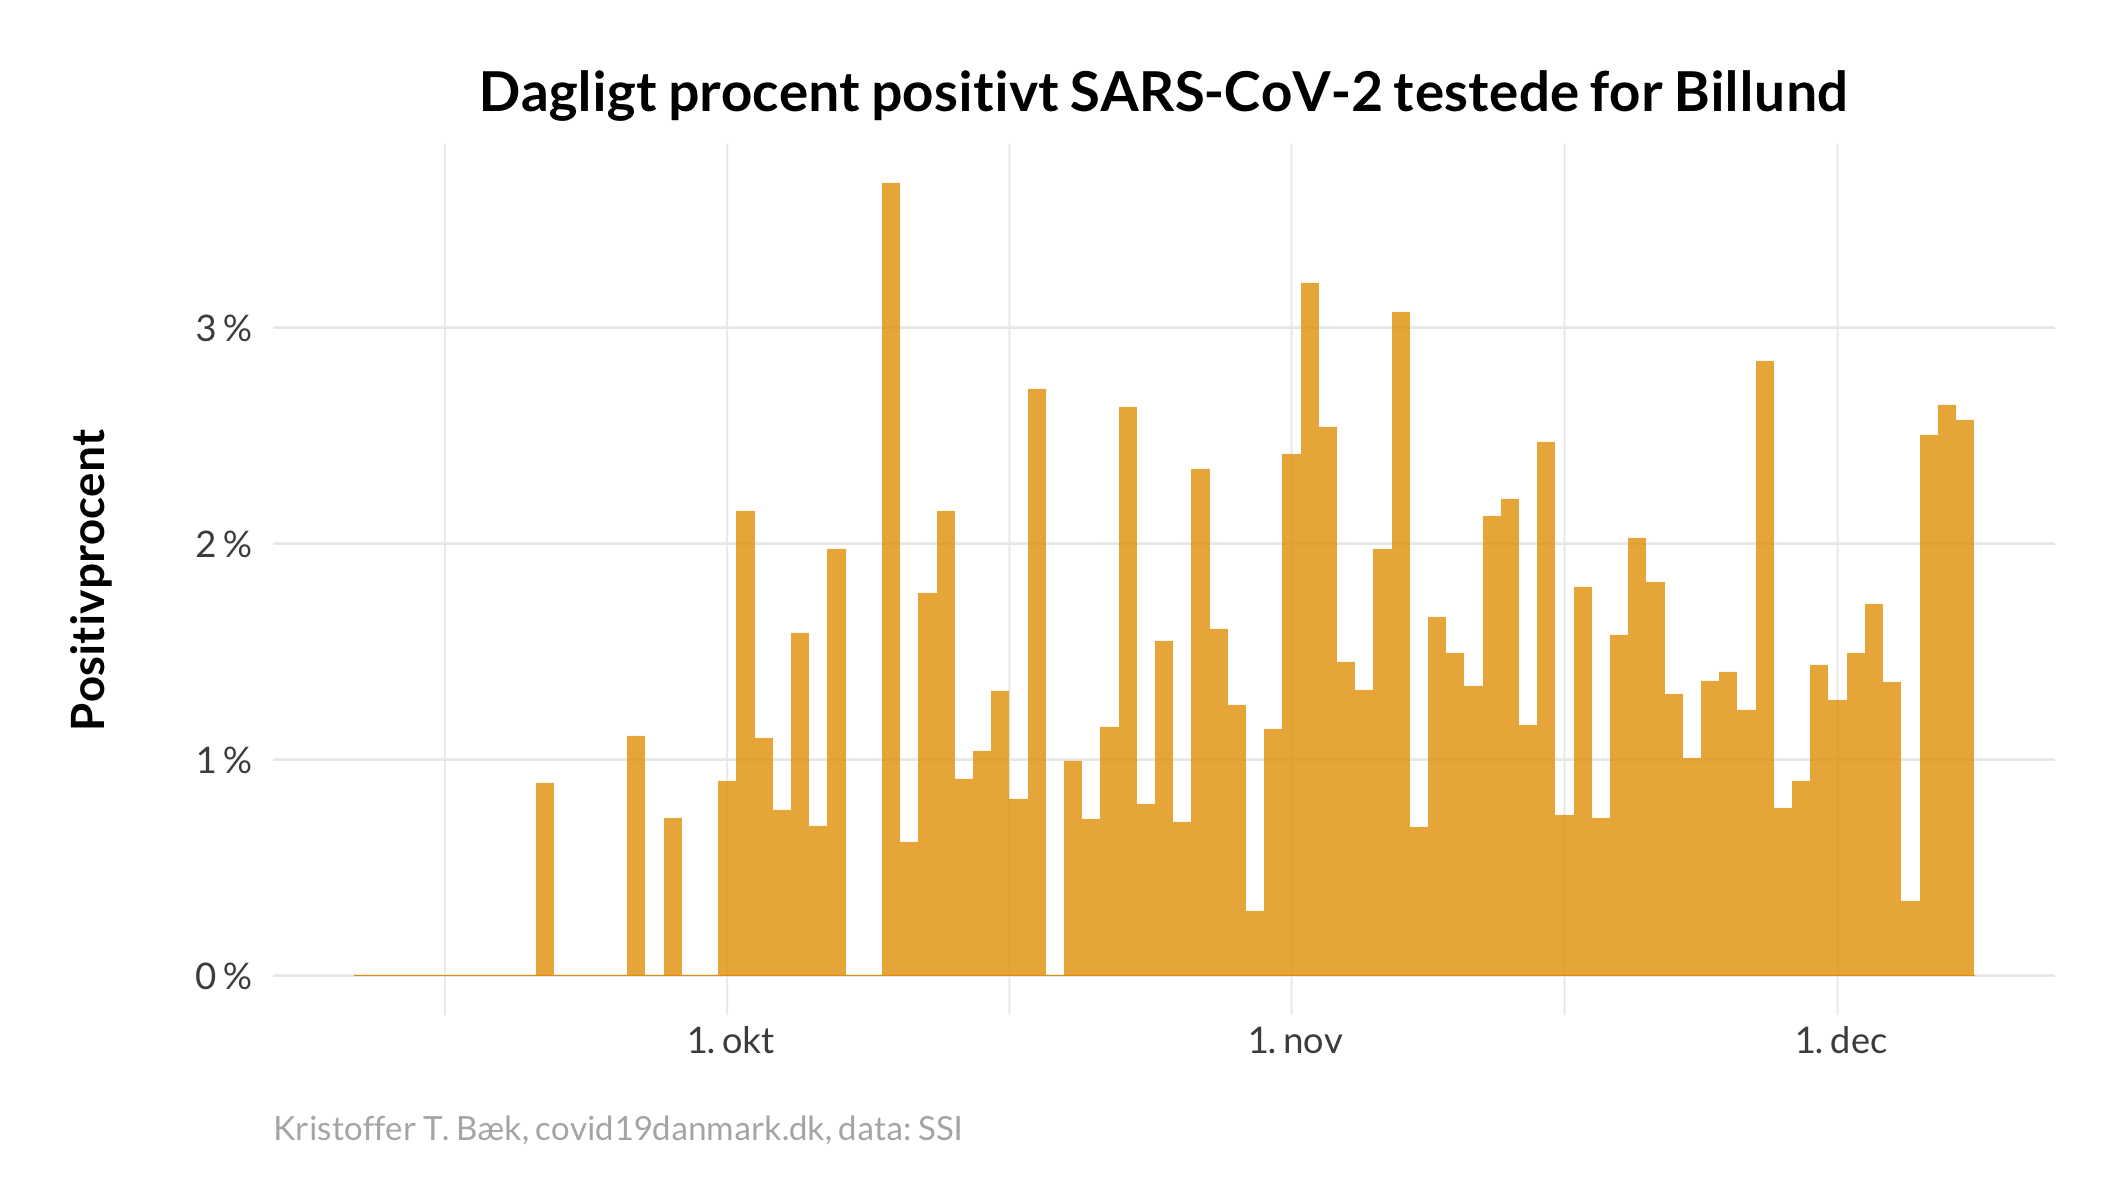 Dagligt procent positivt SARS-CoV-2 testede for Billund
Positivprocent
3 %
2 %
1 %
0 %
1. okt
1. nov
1. dec
Kristoffer T. Bæk, covid19danmark.dk, data: SSI